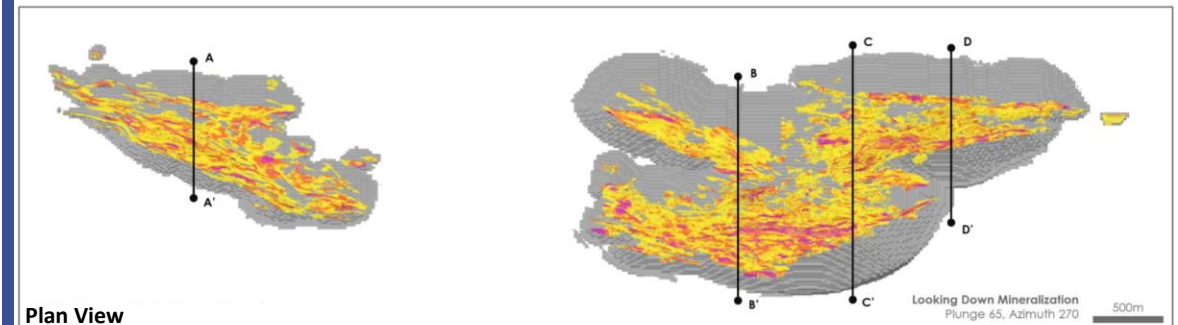 A
A'
B
B'
C
C'
D
D'
Looking Down Mineralization
Plunge 65, Azimuth 270
500m
Plan View